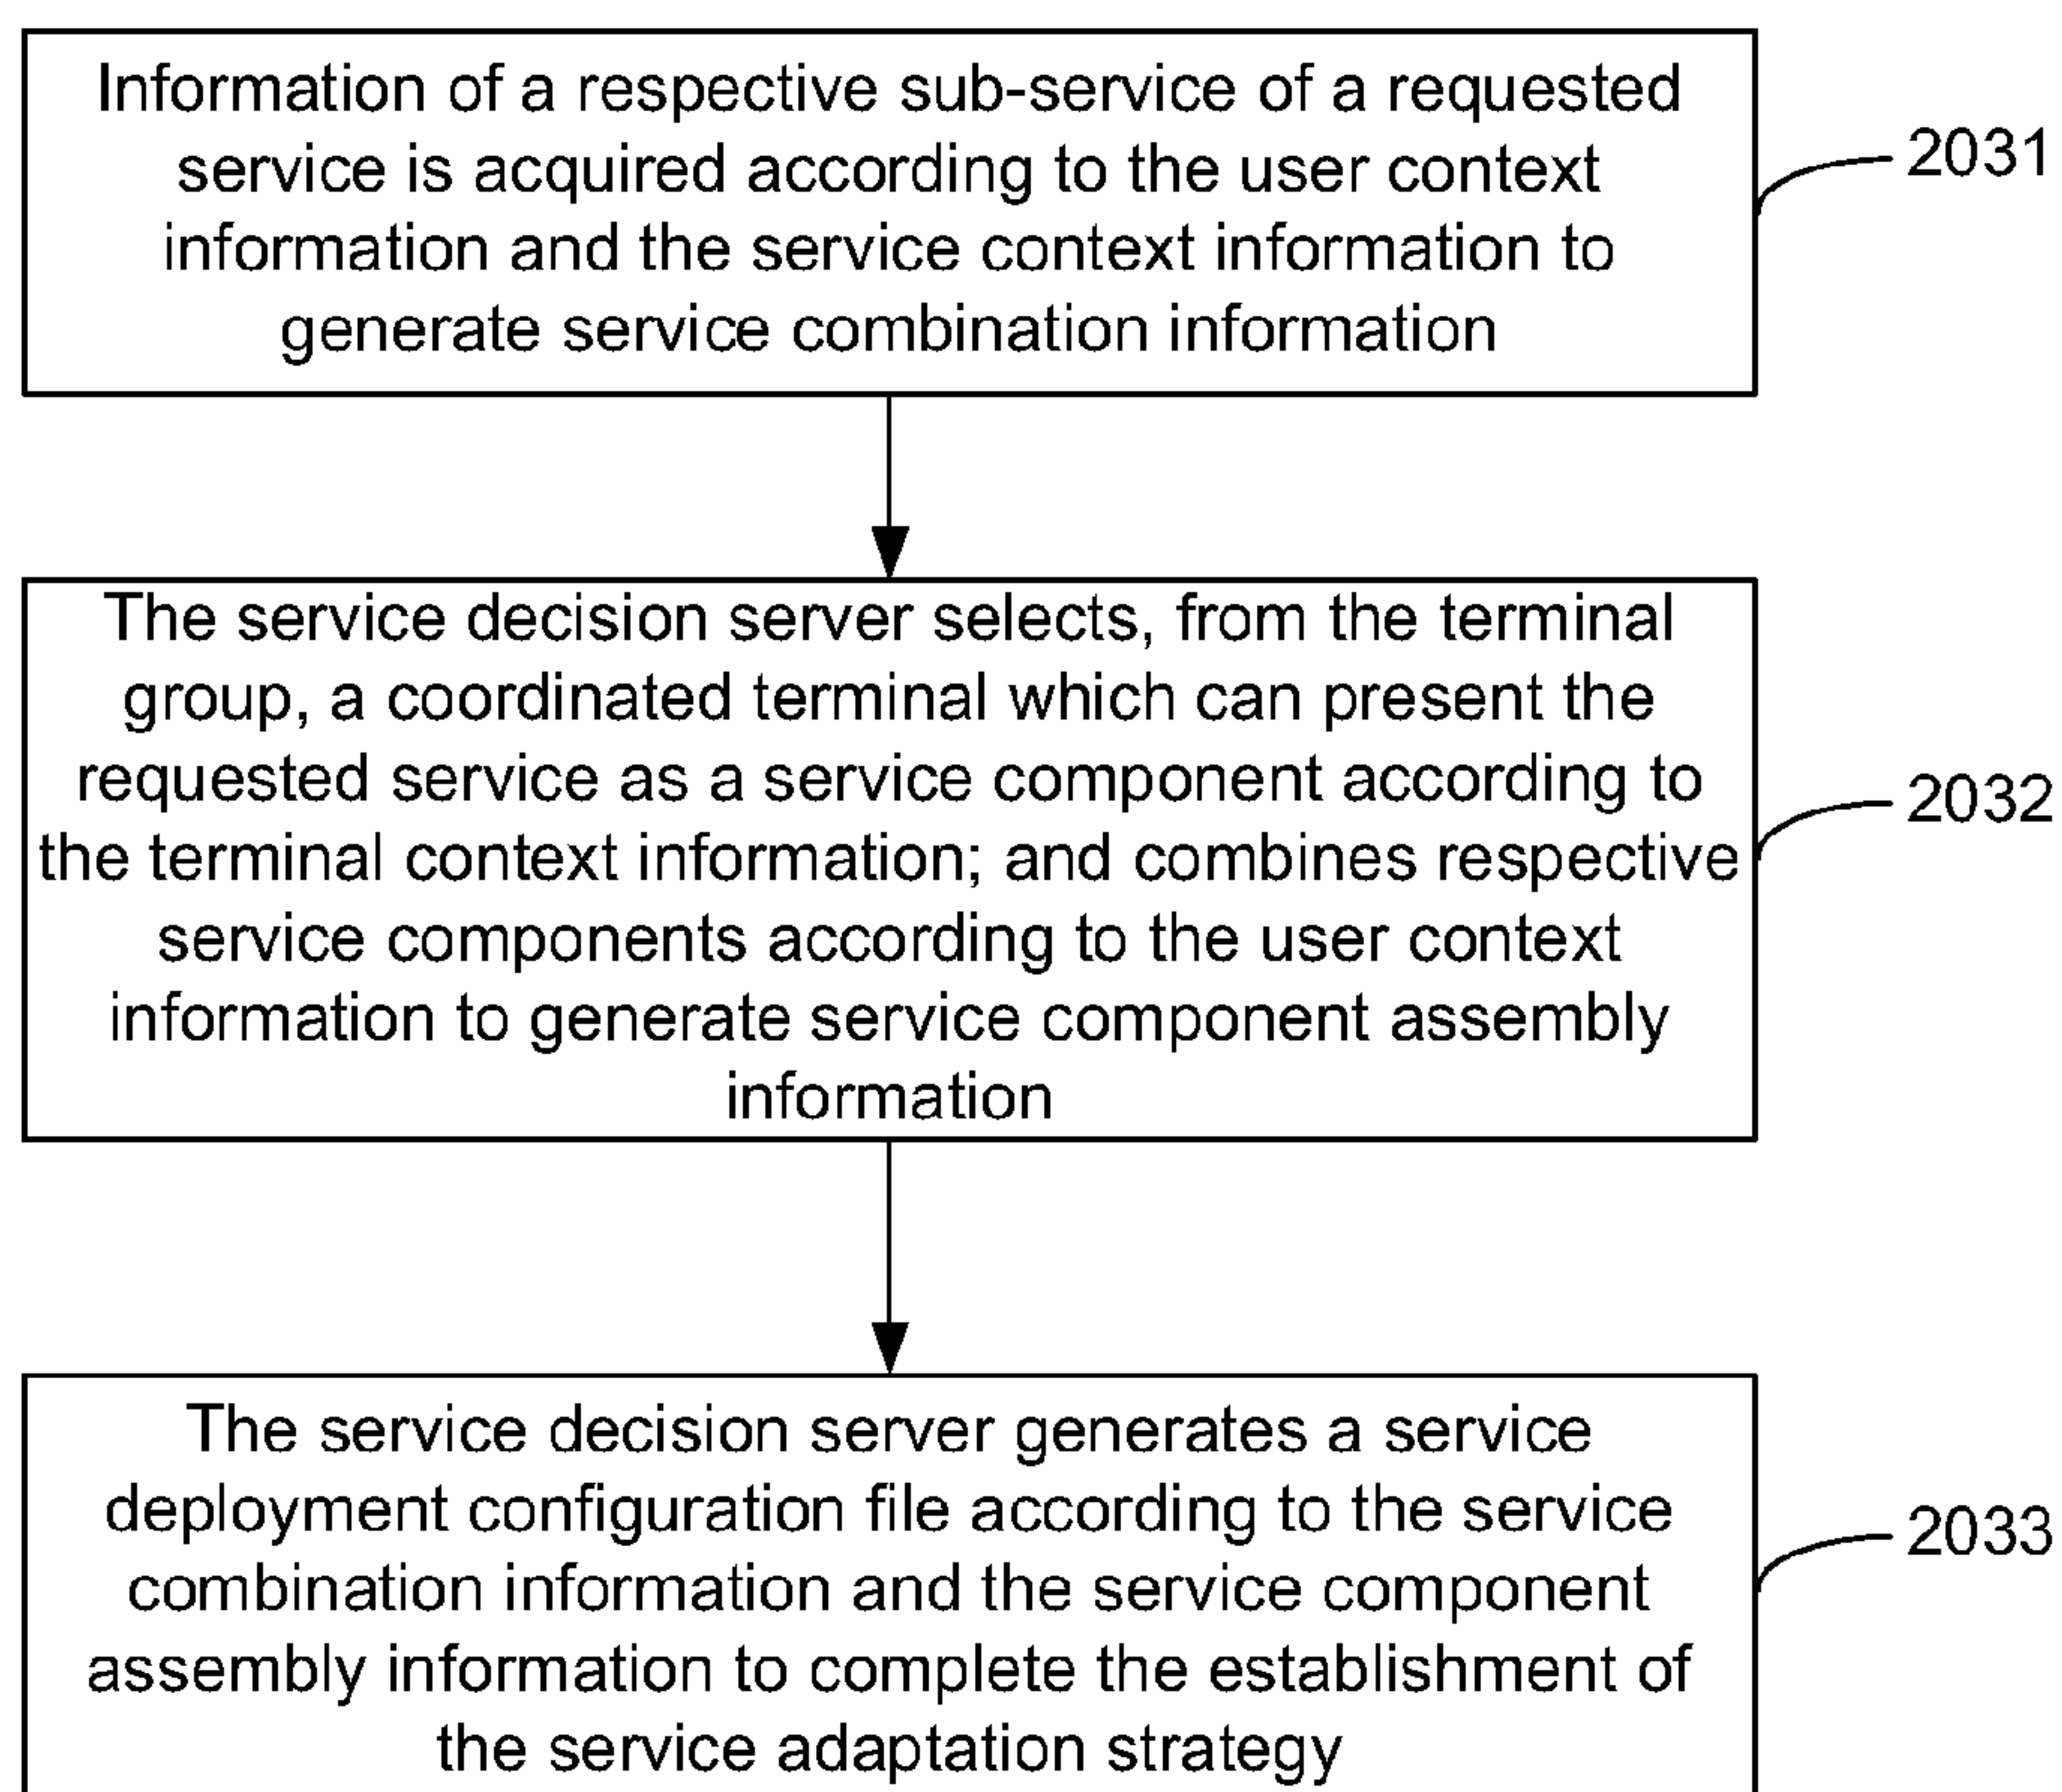 Information of a respective sub-service of a requested
service is acquired according to the user context
information and the service context information to
generate service combination information
2031
The service decision server selects, from the terminal
group, a coordinated terminal which can present the
requested service as a service component according to
the terminal context information; and combines respective
service components according to the user context
information to generate service component assembly
information
2032
The service decision server generates a service
deployment configuration file according to the service
combination information and the service component
assembly information to complete the establishment of
the service adaptation strategy
2033